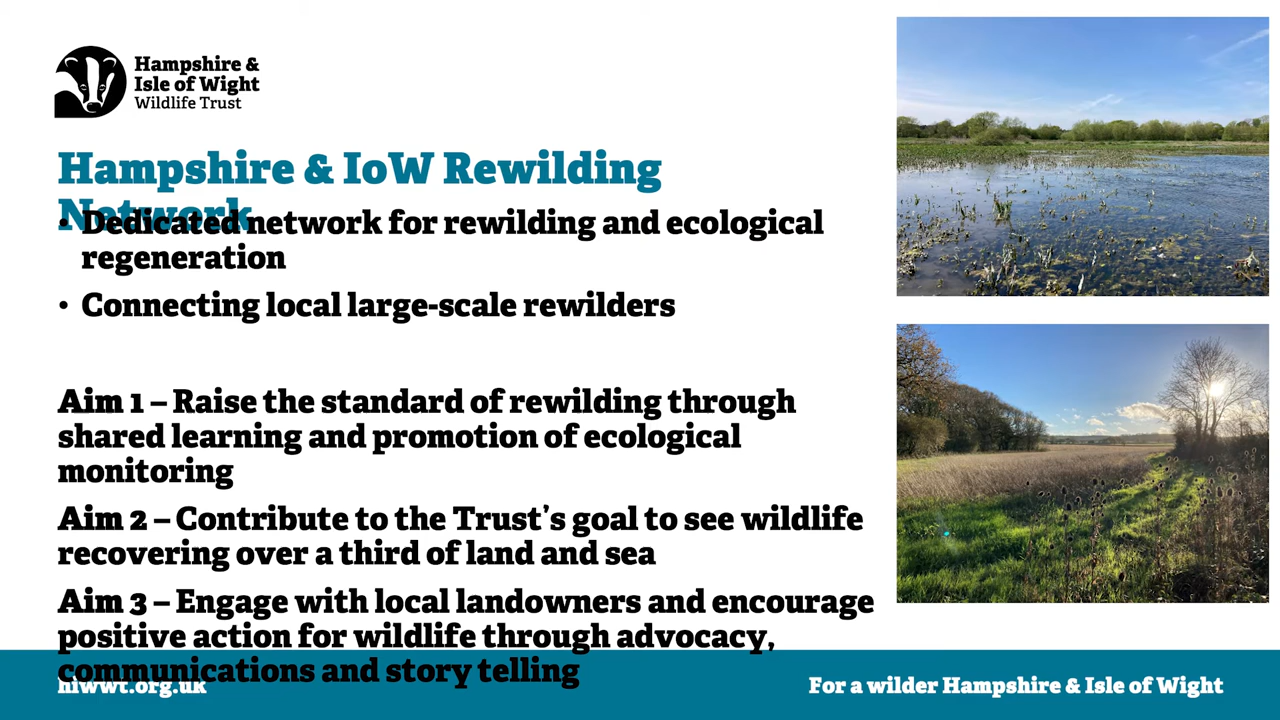 Hampshire &
Isle of Wight
Wildlife Trust
Hampshire & IoW Rewilding
Network
• Dedicated network for rewilding and ecological
regeneration
• Connecting local large-scale rewilders
Aim 1 – Raise the standard of rewilding through
shared learning and promotion of ecological
monitoring
Aim 2 – Contribute to the Trust's goal to see wildlife
recovering over a third of land and sea
Aim 3 – Engage with local landowners and encourage
positive action for wildlife through advocacy,
communications and story telling
hiwwt.org.uk
For a wilder Hampshire & Isle of Wight